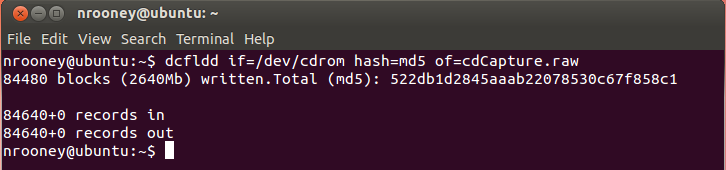 nrooney@ubuntu: ~
File Edit View Search Terminal Help
nrooney@ubuntu:~$ dcfldd if=/dev/cdrom hash=md5 of=cdCapture.raw
84480 blocks (2640Mb) written.Total (md5): 522db1d2845aaab22078530c67f858c1
84640+0 records in
84640+0 records out
nrooney@ubuntu:~$